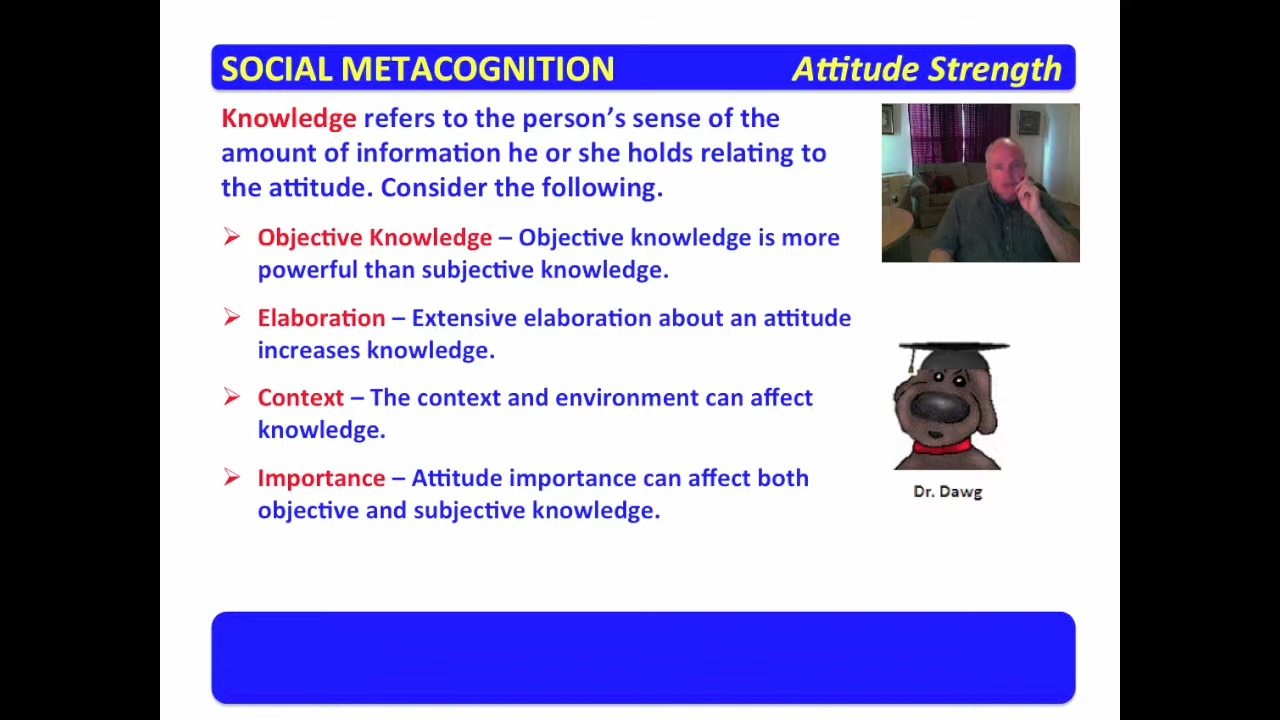 SOCIAL METACOGNITION Attitude Strength
Knowledge refers to the person's sense of the
amount of information he or she holds relating to
the attitude. Consider the following.
➢ Objective Knowledge – Objective knowledge is more
powerful than subjective knowledge.
➢ Elaboration – Extensive elaboration about an attitude
increases knowledge.
➢ Context – The context and environment can affect
knowledge.
➢ Importance – Attitude importance can affect both
objective and subjective knowledge.
Dr. Dawg